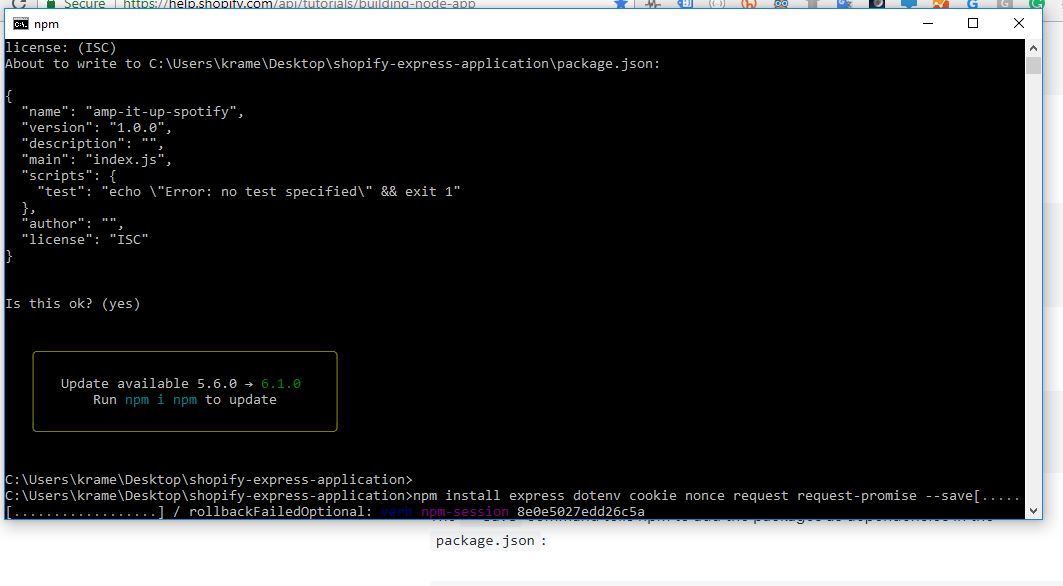 Secure
https://help.shopify.com/api/tutorials/building-node-app
npm
license: (ISC)
About to write to C:\Users\krame\Desktop\shopify-express-application\package.json:
{
"name": "amp-it-up-spotify",
"version": "1.0.0",
"description": "",
"main": "index.js",
"scripts": {
"test": "echo \"Error: no test specified\" && exit 1"
},
"author": "",
"license": "ISC"
}
Is this ok? (yes)
Update available 5.6.0 → 6.1.0
Run npm i npm to update
C:\Users\krame\Desktop\shopify-express-application>
C:\Users\krame\Desktop\shopify-express-application>npm install express dotenv cookie nonce request request-promise --save[.....
[..................] / rollbackFailedOptional: verb npm-session 8e0e5027edd26c5a
package.json :